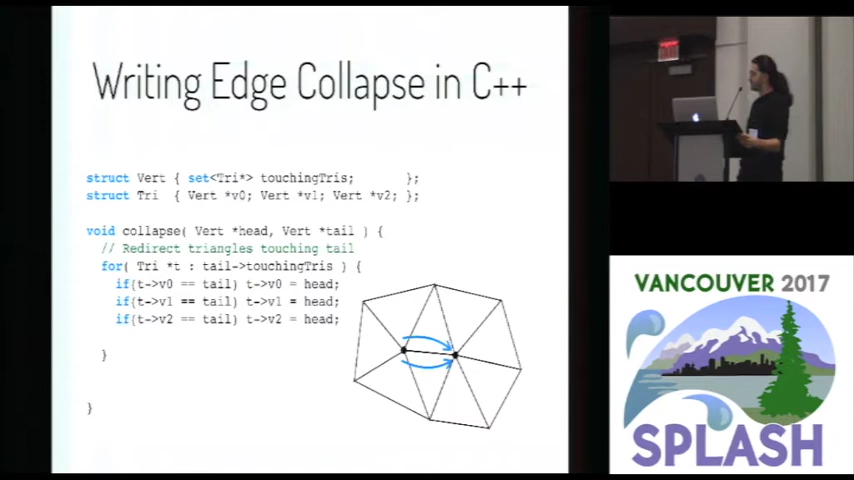 Writing Edge Collapse in C++
struct Vert { set<Tri*> touchingTris; };
struct Tri { Vert *v0; Vert *v1; Vert *v2; };
void collapse( Vert *head, Vert *tail ) {
// Redirect triangles touching tail
for( Tri *t : tail->touchingTris ) {
if(t->v0 == tail) t->v0 = head;
if(t->v1 == tail) t->v1 = head;
if(t->v2 == tail) t->v2 = head;
}
}
VANCOUVER 2017
SPLASH